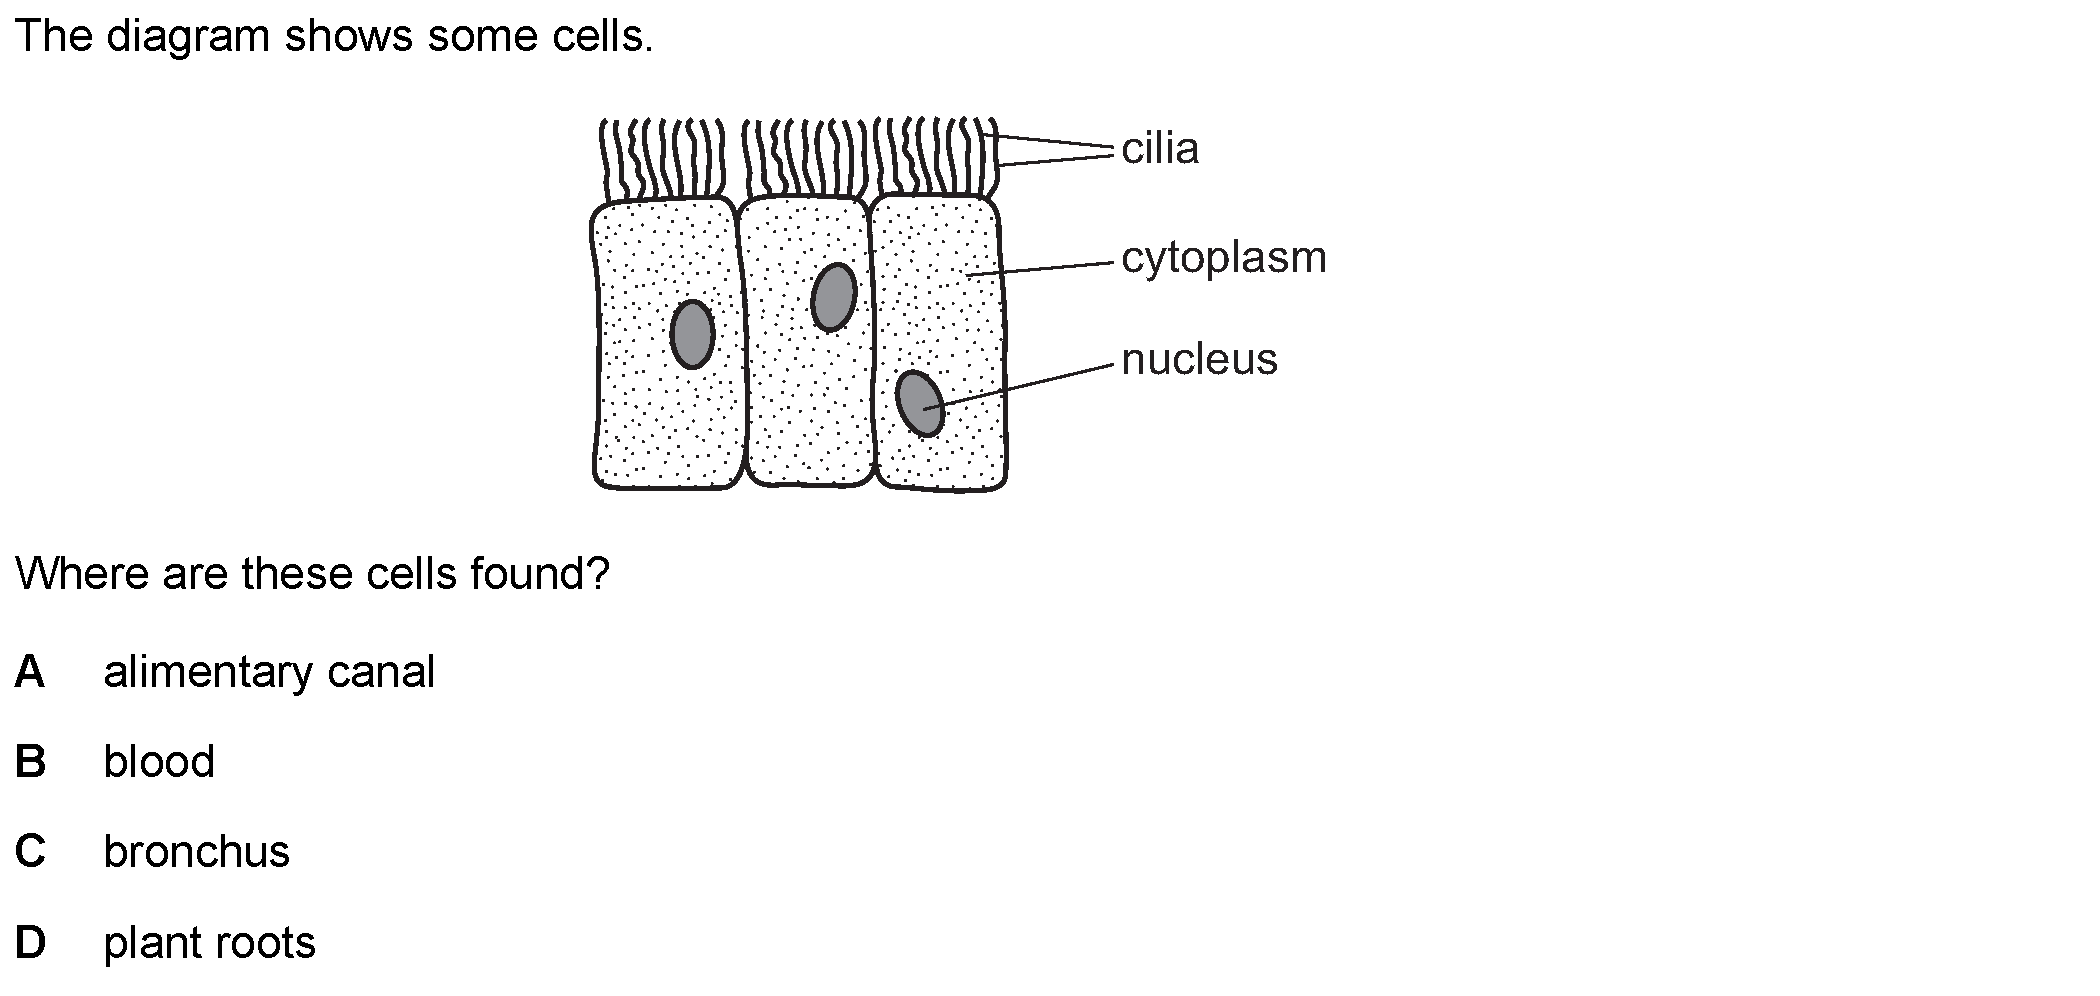 The diagram shows some cells.
cilia
cytoplasm
nucleus
Where are these cells found?
A alimentary canal
B blood
C bronchus
D plant roots